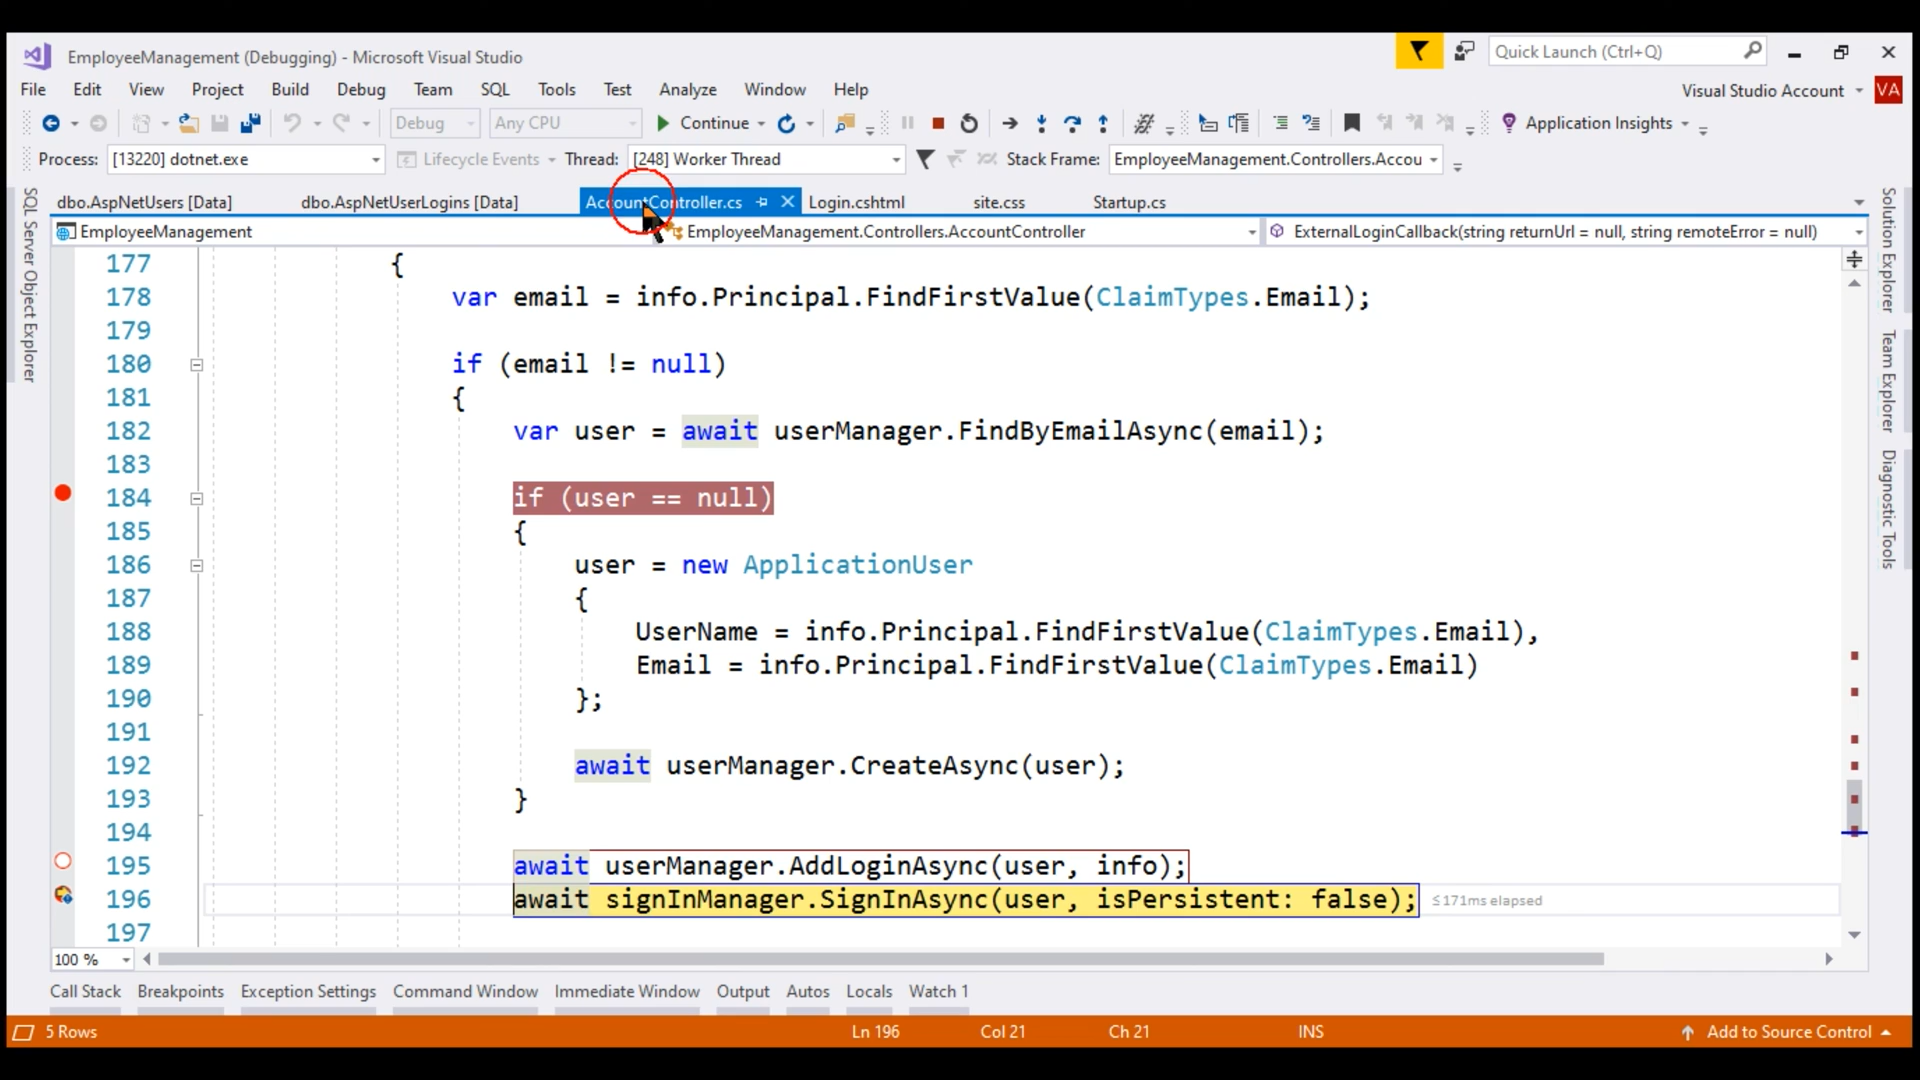 EmployeeManagement (Debugging) - Microsoft Visual Studio
Quick Launch (Ctrl+Q)
File Edit View Project Build Debug Team SQL Tools Test Analyze Window Help
Visual Studio Account VA
Debug Any CPU Continue Application Insights
Process: [13220] dotnet.exe Lifecycle Events Thread: [248] Worker Thread Stack Frame: EmployeeManagement.Controllers.Accou
dbo.AspNetUsers [Data] dbo.AspNetUserLogins [Data] AccountController.cs Login.cshtml site.css Startup.cs
EmployeeManagement EmployeeManagement.Controllers.AccountController ExternalLoginCallback(string returnUrl = null, string remoteError = null)
SQL Server Object Explorer
177 {
178 var email = info.Principal.FindFirstValue(ClaimTypes.Email);
179
180 if (email != null)
181 {
182 var user = await userManager.FindByEmailAsync(email);
183
184 if (user == null)
185 {
186 user = new ApplicationUser
187 {
188 UserName = info.Principal.FindFirstValue(ClaimTypes.Email),
189 Email = info.Principal.FindFirstValue(ClaimTypes.Email)
190 };
191
192 await userManager.CreateAsync(user);
193 }
194
195 await userManager.AddLoginAsync(user, info);
196 await signInManager.SignInAsync(user, isPersistent: false); ≤171ms elapsed
197
Solution Explorer
Team Explorer
Diagnostic Tools
100 %
Call Stack Breakpoints Exception Settings Command Window Immediate Window Output Autos Locals Watch 1
5 Rows Ln 196 Col 21 Ch 21 INS Add to Source Control